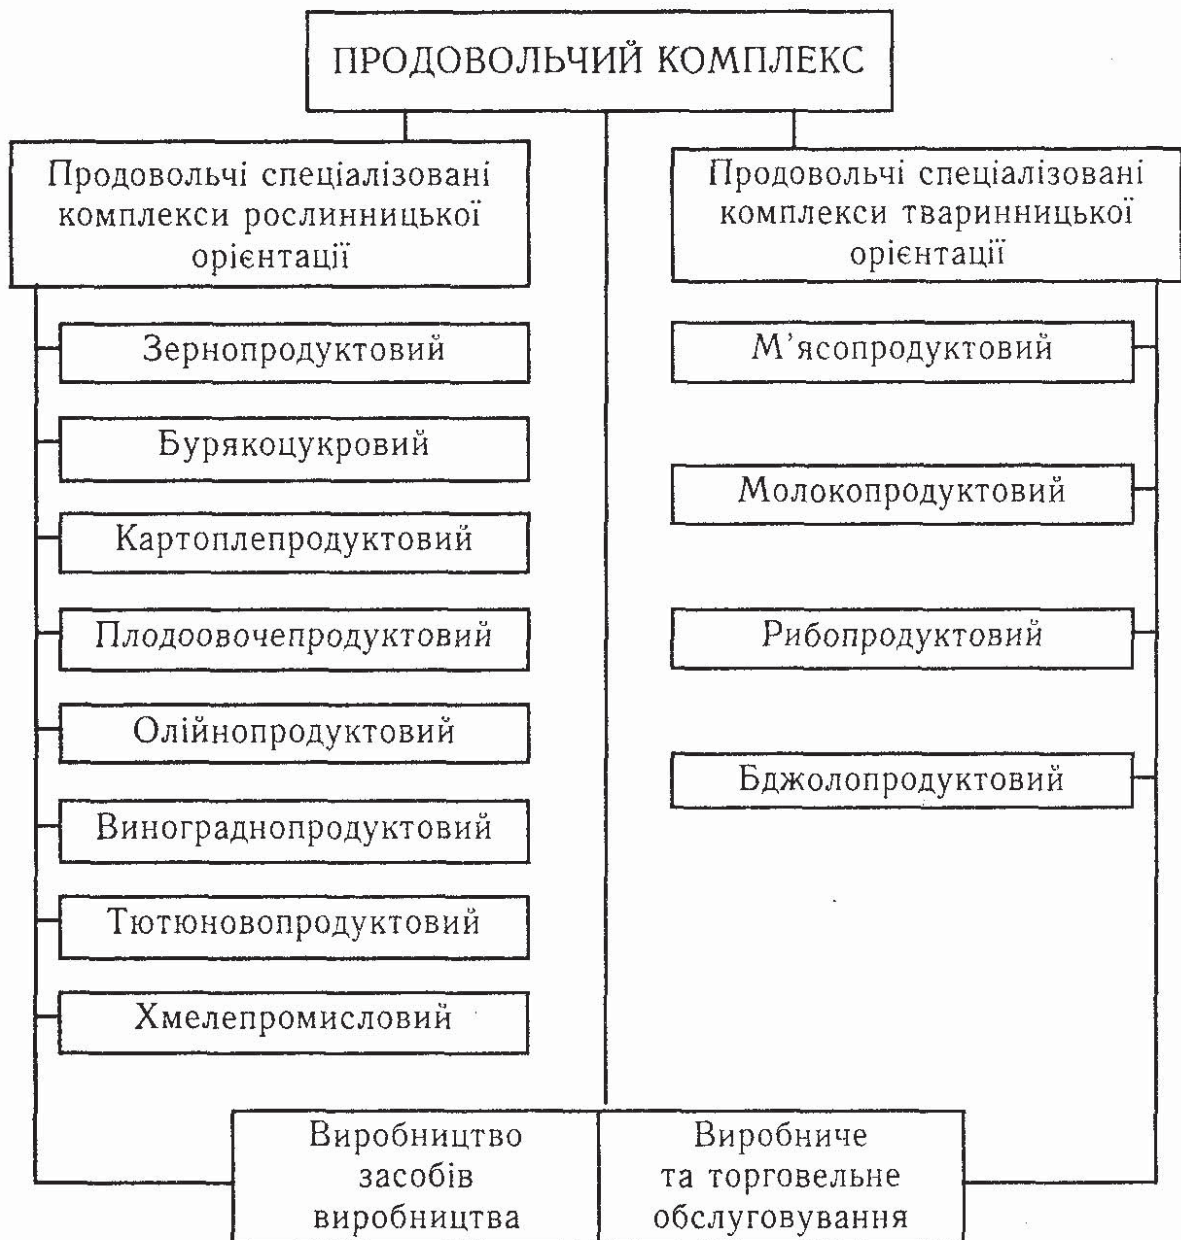 ПРОДОВОЛЬЧИЙ КОМПЛЕКС
Продовольчі спеціалізовані
комплекси рослинницької
орієнтації
Зернопродуктовий
Бурякоцукровий
Картоплепродуктовий
Плодоовочепродуктовий
Олійнопродуктовий
Винограднопродуктовий
Тютюновопродуктовий
Хмелепромисловий
Продовольчі спеціалізовані
комплекси тваринницької
орієнтації
М’ясопродуктовий
Молокопродуктовий
Рибопродуктовий
Бджолопродуктовий
Виробництво
засобів
виробництва
Виробниче
та торговельне
обслуговування